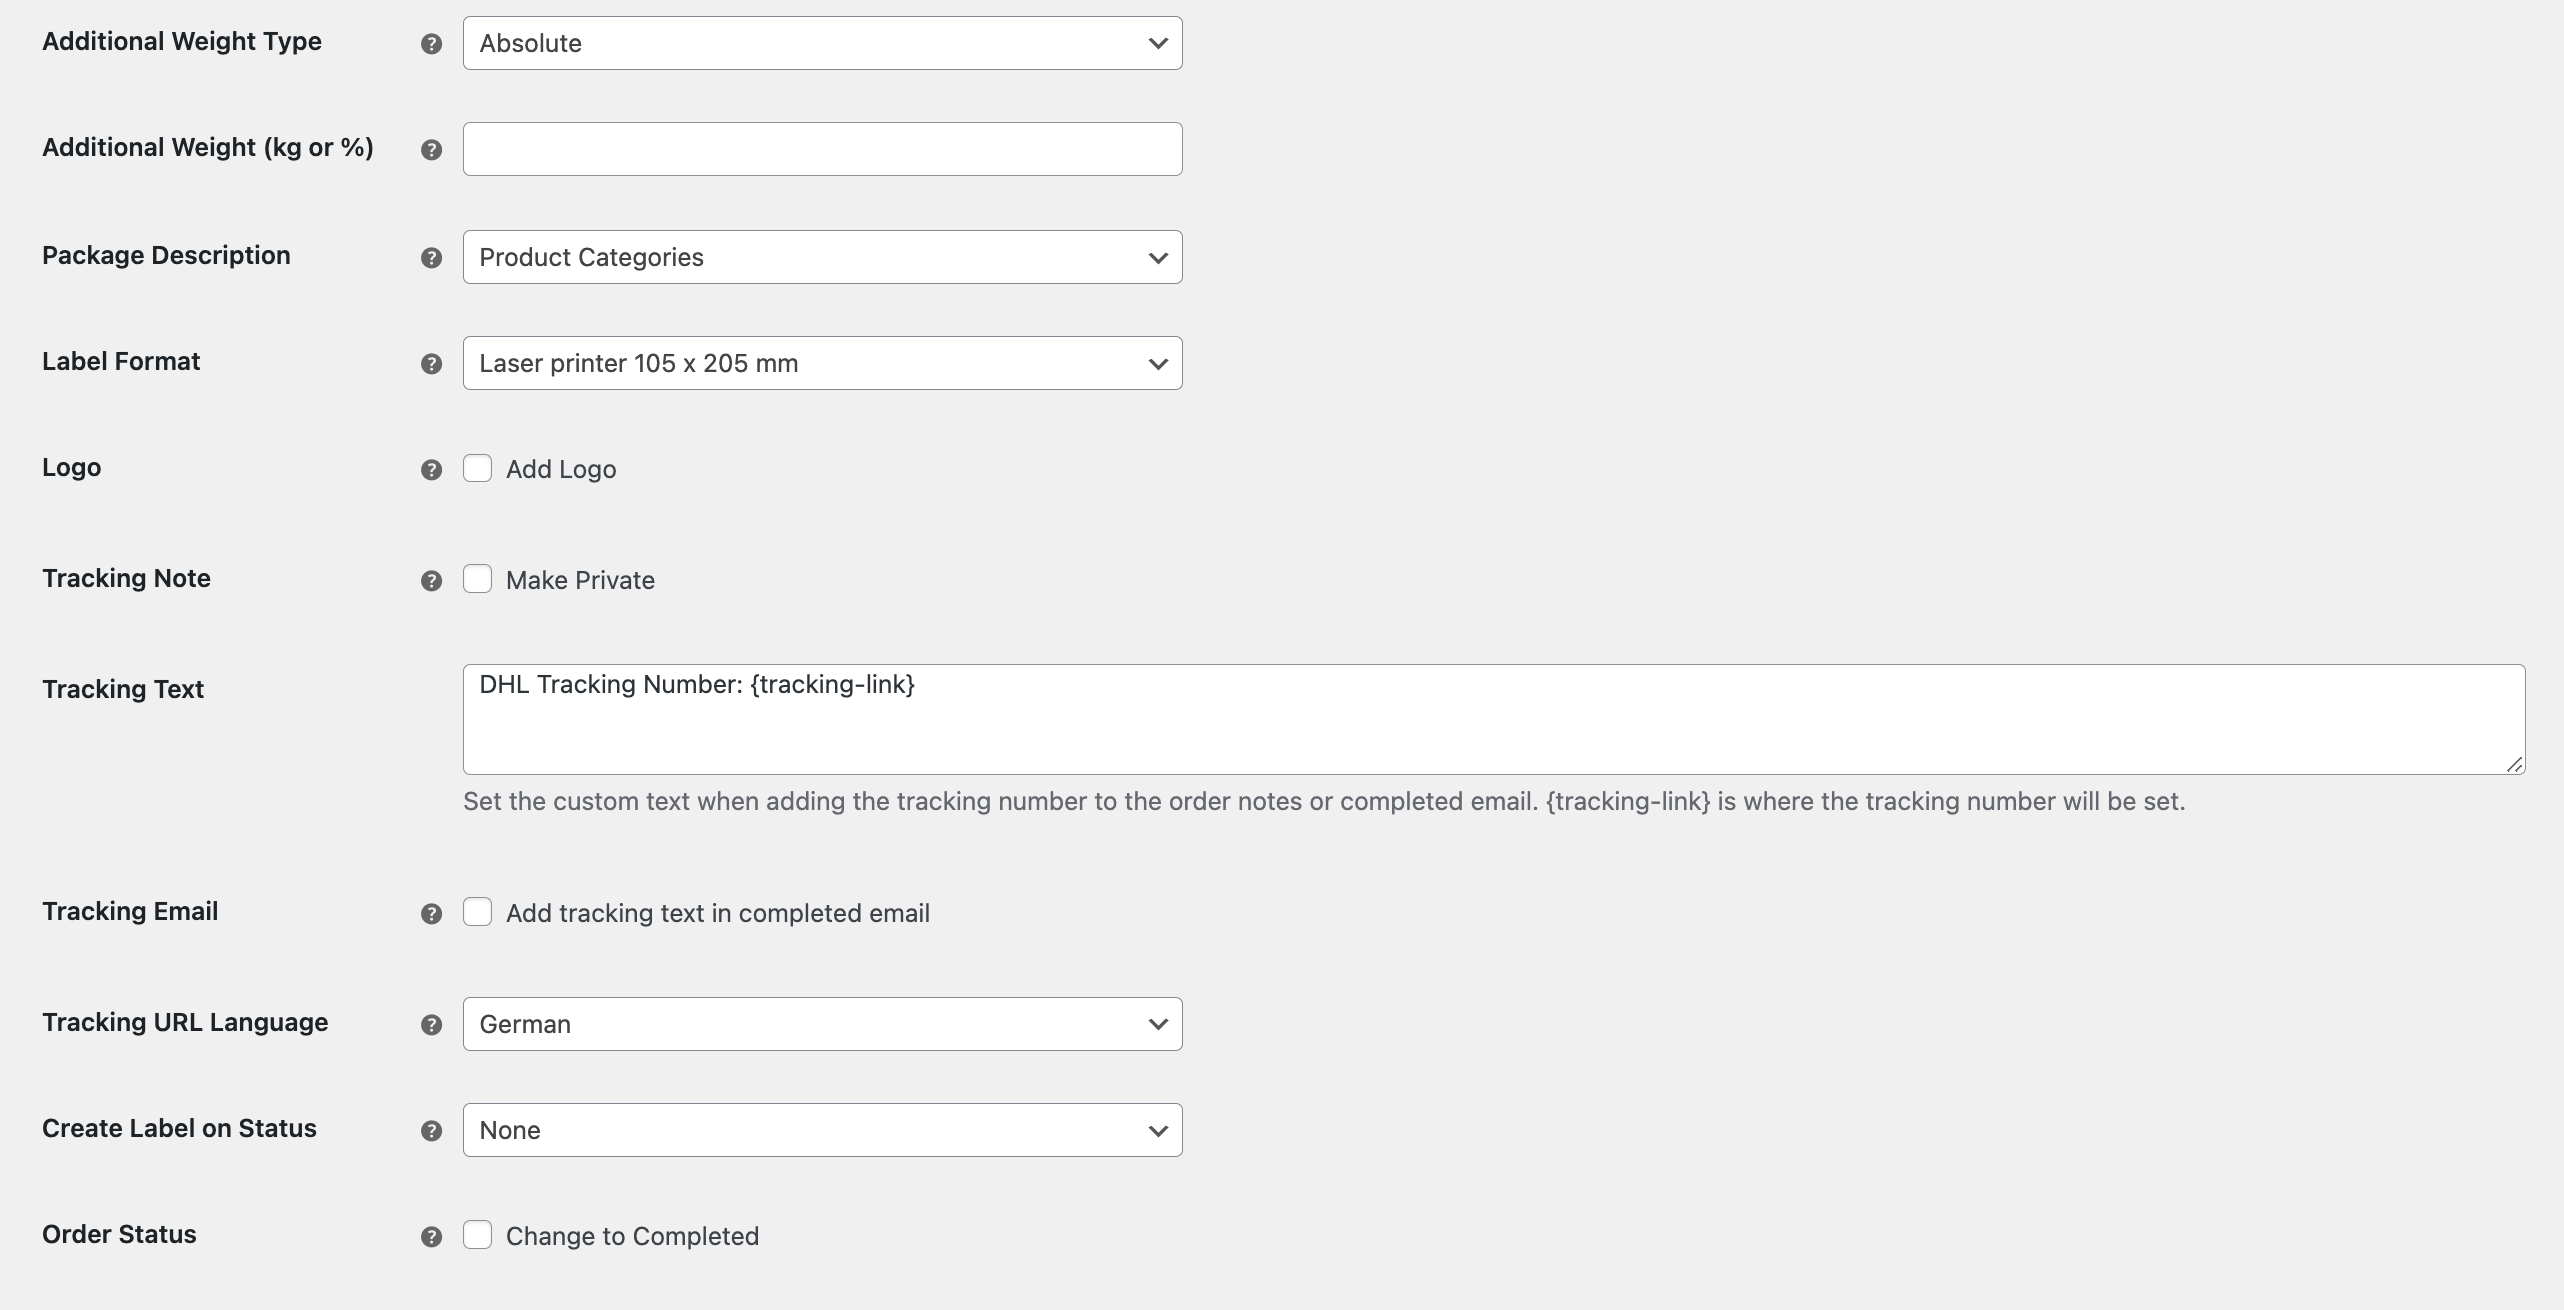 Additional Weight Type
Absolute
Additional Weight (kg or %)
Package Description
Product Categories
Label Format
Laser printer 105 x 205 mm
Logo
Add Logo
Tracking Note
Make Private
Tracking Text
DHL Tracking Number: {tracking-link}
Set the custom text when adding the tracking number to the order notes or completed email. {tracking-link} is where the tracking number will be set.
Tracking Email
Add tracking text in completed email
Tracking URL Language
German
Create Label on Status
None
Order Status
Change to Completed